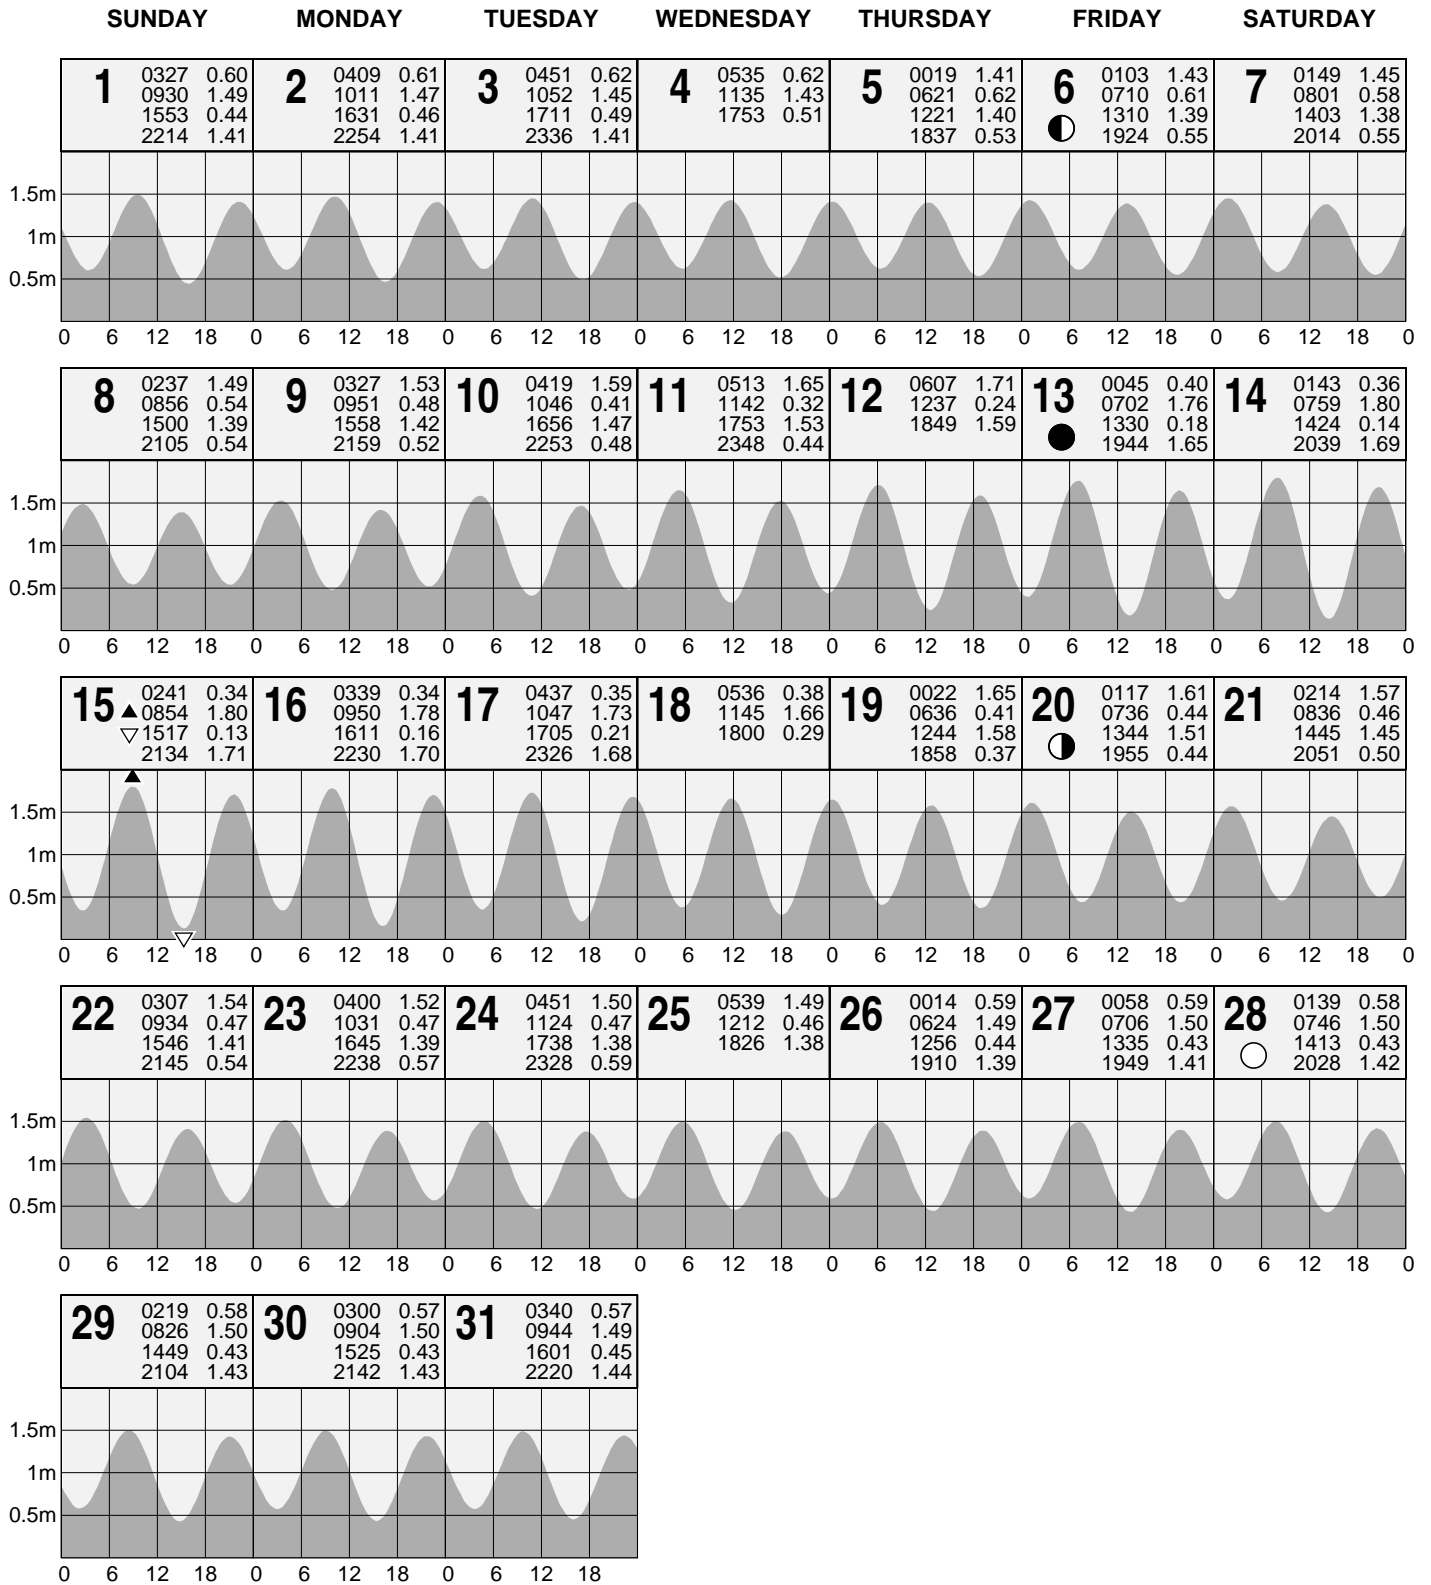 SUNDAY MONDAY TUESDAY WEDNESDAY THURSDAY FRIDAY SATURDAY
1 0327 0.60
0930 1.49
1553 0.44
2214 1.41
2 0409 0.61
1011 1.47
1631 0.46
2254 1.41
3 0451 0.62
1052 1.45
1711 0.49
2336 1.41
4 0535 0.62
1135 1.43
1753 0.51
5 0019 1.41
0621 0.62
1221 1.40
1837 0.53
6 0103 1.43
0710 0.61
1310 1.39
1924 0.55
7 0149 1.45
0801 0.58
1403 1.38
2014 0.55
1.5m
1m
0.5m
0 6 12 18 0 6 12 18 0 6 12 18 0 6 12 18 0 6 12 18 0 6 12 18 0 6 12 18 0
8 0237 1.49
0856 0.54
1500 1.39
2105 0.54
9 0327 1.53
0951 0.48
1558 1.42
2159 0.52
10 0419 1.59
1046 0.41
1656 1.47
2253 0.48
11 0513 1.65
1142 0.32
1753 1.53
2348 0.44
12 0607 1.71
1237 0.24
1849 1.59
13 0045 0.40
0702 1.76
1330 0.18
1944 1.65
14 0143 0.36
0759 1.80
1424 0.14
2039 1.69
1.5m
1m
0.5m
0 6 12 18 0 6 12 18 0 6 12 18 0 6 12 18 0 6 12 18 0 6 12 18 0 6 12 18 0
15 0241 0.34
0854 1.80
1517 0.13
2134 1.71
16 0339 0.34
0950 1.78
1611 0.16
2230 1.70
17 0437 0.35
1047 1.73
1705 0.21
2326 1.68
18 0536 0.38
1145 1.66
1800 0.29
19 0022 1.65
0636 0.41
1244 1.58
1858 0.37
20 0117 1.61
0736 0.44
1344 1.51
1955 0.44
21 0214 1.57
0836 0.46
1445 1.45
2051 0.50
1.5m
1m
0.5m
0 6 12 18 0 6 12 18 0 6 12 18 0 6 12 18 0 6 12 18 0 6 12 18 0 6 12 18 0
22 0307 1.54
0934 0.47
1546 1.41
2145 0.54
23 0400 1.52
1031 0.47
1645 1.39
2238 0.57
24 0451 1.50
1124 0.47
1738 1.38
2328 0.59
25 0539 1.49
1212 0.46
1826 1.38
26 0014 0.59
0624 1.49
1256 0.44
1910 1.39
27 0058 0.59
0706 1.50
1335 0.43
1949 1.41
28 0139 0.58
0746 1.50
1413 0.43
2028 1.42
1.5m
1m
0.5m
0 6 12 18 0 6 12 18 0 6 12 18 0 6 12 18 0 6 12 18 0 6 12 18 0 6 12 18 0
29 0219 0.58
0826 1.50
1449 0.43
2104 1.43
30 0300 0.57
0904 1.50
1525 0.43
2142 1.43
31 0340 0.57
0944 1.49
1601 0.45
2220 1.44
1.5m
1m
0.5m
0 6 12 18 0 6 12 18 0 6 12 18